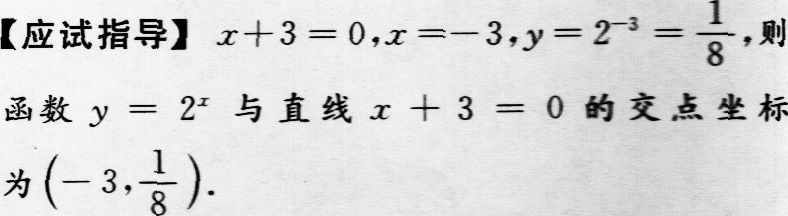 【应试指导】 x+3=0,x=-3,y=2⁻³=1/8,则
函数 y = 2ˣ 与直线 x + 3 = 0 的交点坐标
为(-3,1/8).